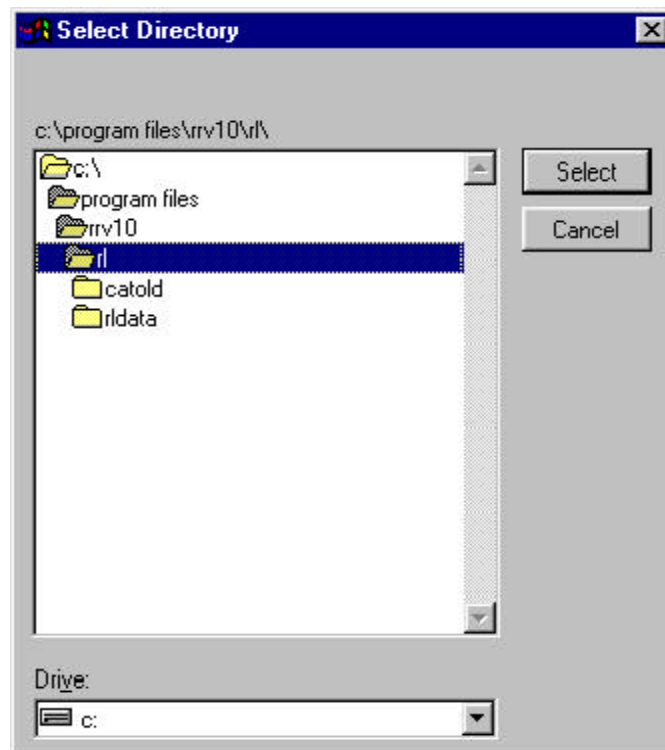 Select Directory
c:\program files\rrv10\rl\
c:\
program files
rrv10
rl
catold
rldata
Select
Cancel
Drive:
c: